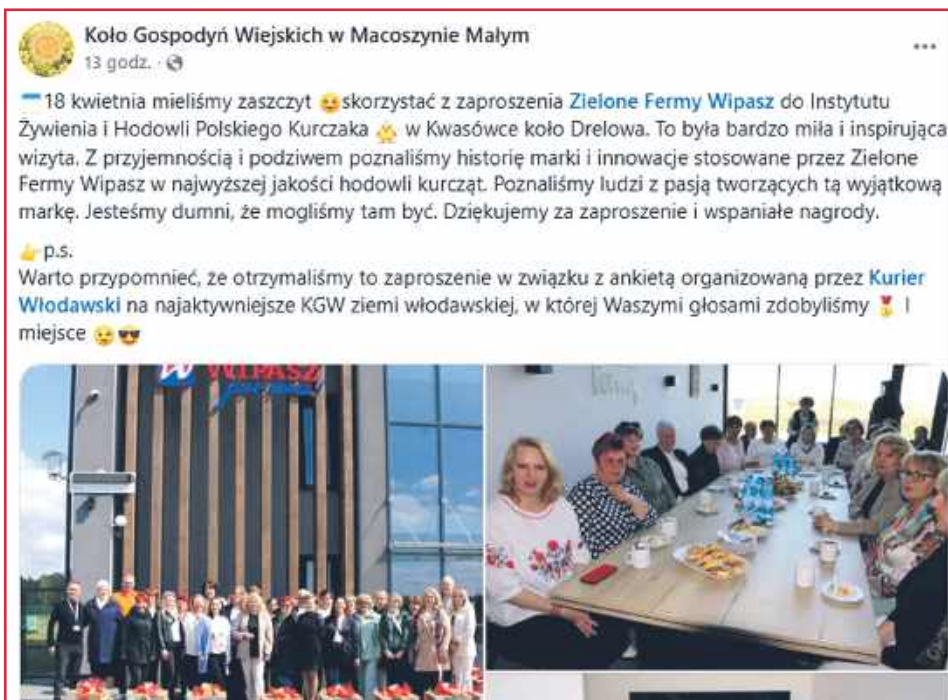 Koło Gospodyń Wiejskich w Macoszynie Małym
13 godz. ·
18 kwietnia mieliśmy zaszczyt 😉skorzystać z zaproszenia Zielone Fermy Wipasz do Instytutu
Żywienia i Hodowli Polskiego Kurczaka 🐥 w Kwasówce koło Drelowa. To była bardzo miła i inspirująca
wizyta. Z przyjemnością i podziwem poznaliśmy historię marki i innowacje stosowane przez Zielone
Fermy Wipasz w najwyższej jakości hodowli kurcząt. Poznaliśmy ludzi z pasją tworzących tą wyjątkową
markę. Jesteśmy dumni, że mogliśmy tam być. Dziękujemy za zaproszenie i wspaniałe nagrody.
👉p.s.
Warto przypomnieć, że otrzymaliśmy to zaproszenie w związku z ankietą organizowaną przez Kurier
Włodawski na najaktywniejsze KGW ziemi włodawskiej, w której Waszymi głosami zdobyliśmy 🏅 I
miejsce 😉😎
WIPASZ